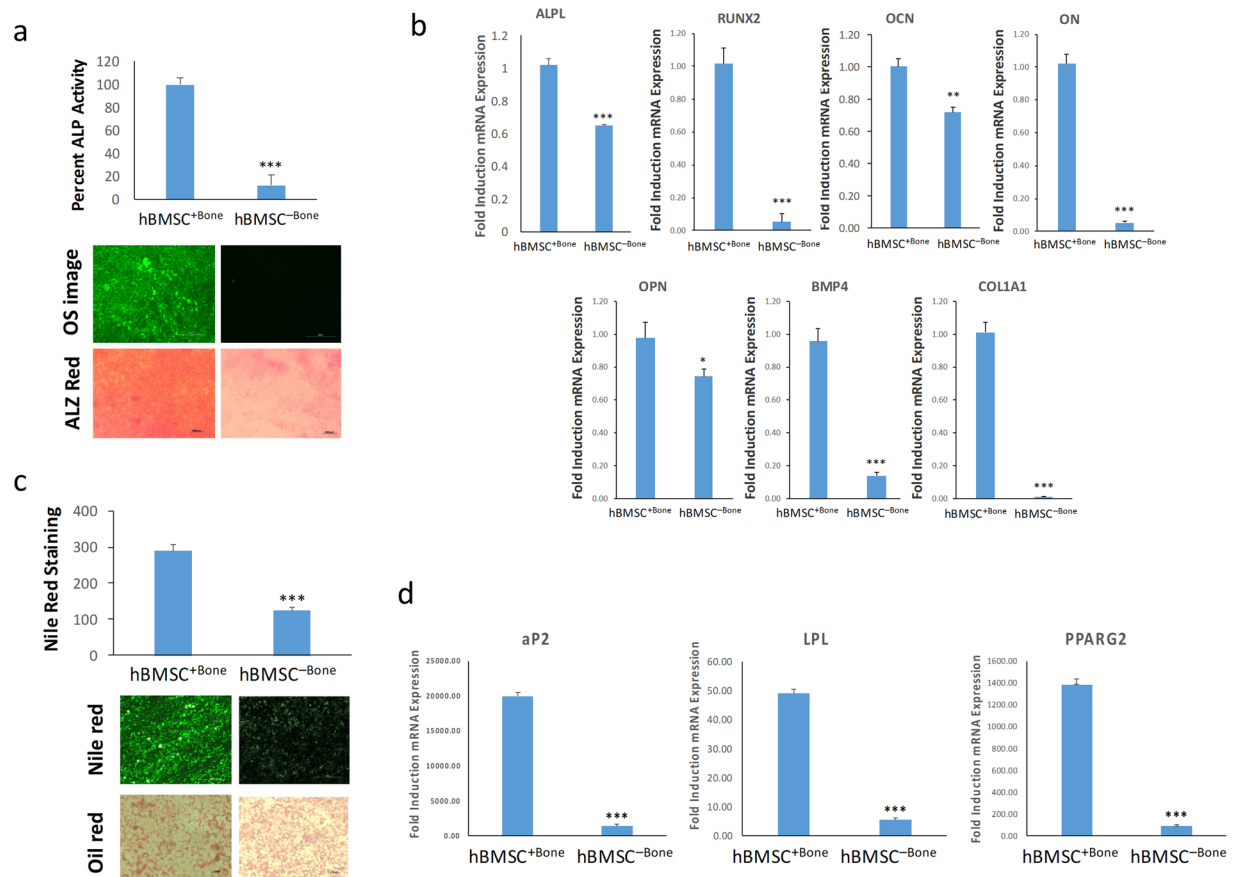 a
Percent ALP Activity
120
100
80
60
40
20
0
***
hBMSC+Bone
hBMSC−Bone
OS image
ALZ Red
b
ALPL
Fold Induction mRNA Expression
1.2
1
0.8
0.6
0.4
0.2
0
***
hBMSC+Bone
hBMSC−Bone
RUNX2
Fold Induction mRNA Expression
1.20
1.00
0.80
0.60
0.40
0.20
0.00
***
hBMSC+Bone
hBMSC−Bone
OCN
Fold Induction mRNA Expression
1.20
1.00
0.80
0.60
0.40
0.20
0.00
**
hBMSC+Bone
hBMSC−Bone
ON
Fold Induction mRNA Expression
1.20
1.00
0.80
0.60
0.40
0.20
0.00
***
hBMSC+Bone
hBMSC−Bone
OPN
Fold Induction mRNA Expression
1.20
1.00
0.80
0.60
0.40
0.20
0.00
*
hBMSC+Bone
hBMSC−Bone
BMP4
Fold Induction mRNA Expression
1.20
1.00
0.80
0.60
0.40
0.20
0.00
***
hBMSC+Bone
hBMSC−Bone
COL1A1
Fold Induction mRNA Expression
1.20
1.00
0.80
0.60
0.40
0.20
0.00
***
hBMSC+Bone
hBMSC−Bone
c
Nile Red Staining
400
300
200
100
0
***
hBMSC+Bone
hBMSC−Bone
Nile red
Oil red
d
aP2
Fold Induction mRNA Expression
25000.00
20000.00
15000.00
10000.00
5000.00
0.00
***
hBMSC+Bone
hBMSC−Bone
LPL
Fold Induction mRNA Expression
60.00
50.00
40.00
30.00
20.00
10.00
0.00
***
hBMSC+Bone
hBMSC−Bone
PPARG2
Fold Induction mRNA Expression
1600.00
1400.00
1200.00
1000.00
800.00
600.00
400.00
200.00
0.00
***
hBMSC+Bone
hBMSC−Bone